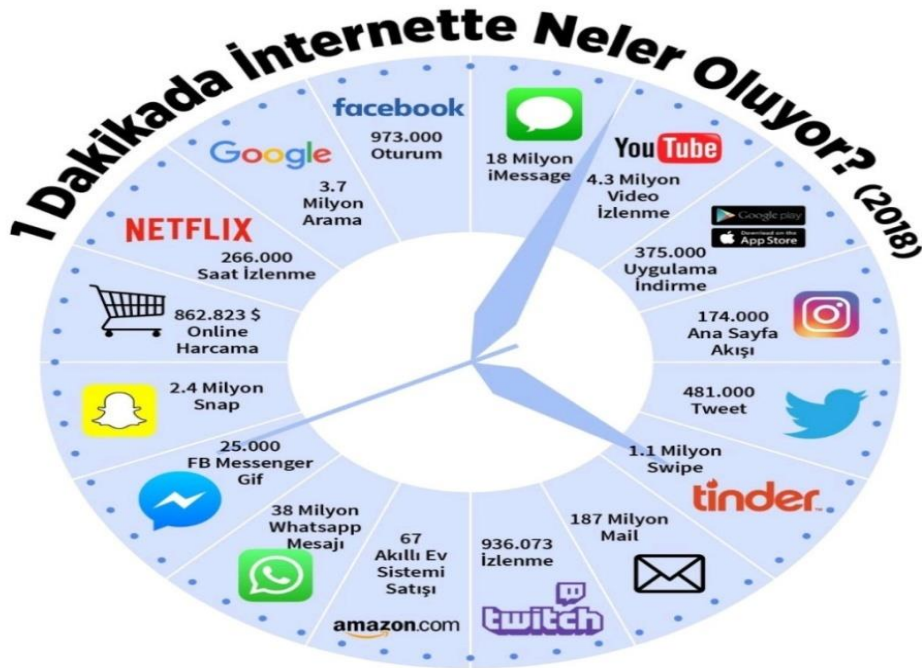 1 Dakikada İnternette Neler Oluyor? (2018)
facebook
973.000
Oturum
18 Milyon
iMessage
YouTube
4.3 Milyon
Video
İzlenme
Google play
Download on the
App Store
375.000
Uygulama
İndirme
174.000
Ana Sayfa
Akışı
481.000
Tweet
1.1 Milyon
Swipe
tinder
187 Milyon
Mail
936.073
İzlenme
twitch
67
Akıllı Ev
Sistemi
Satışı
amazon.com
38 Milyon
Whatsapp
Mesajı
25.000
FB Messenger
Gif
2.4 Milyon
Snap
862.823 $
Online
Harcama
NETFLIX
266.000
Saat İzlenme
Google
3.7
Milyon
Arama